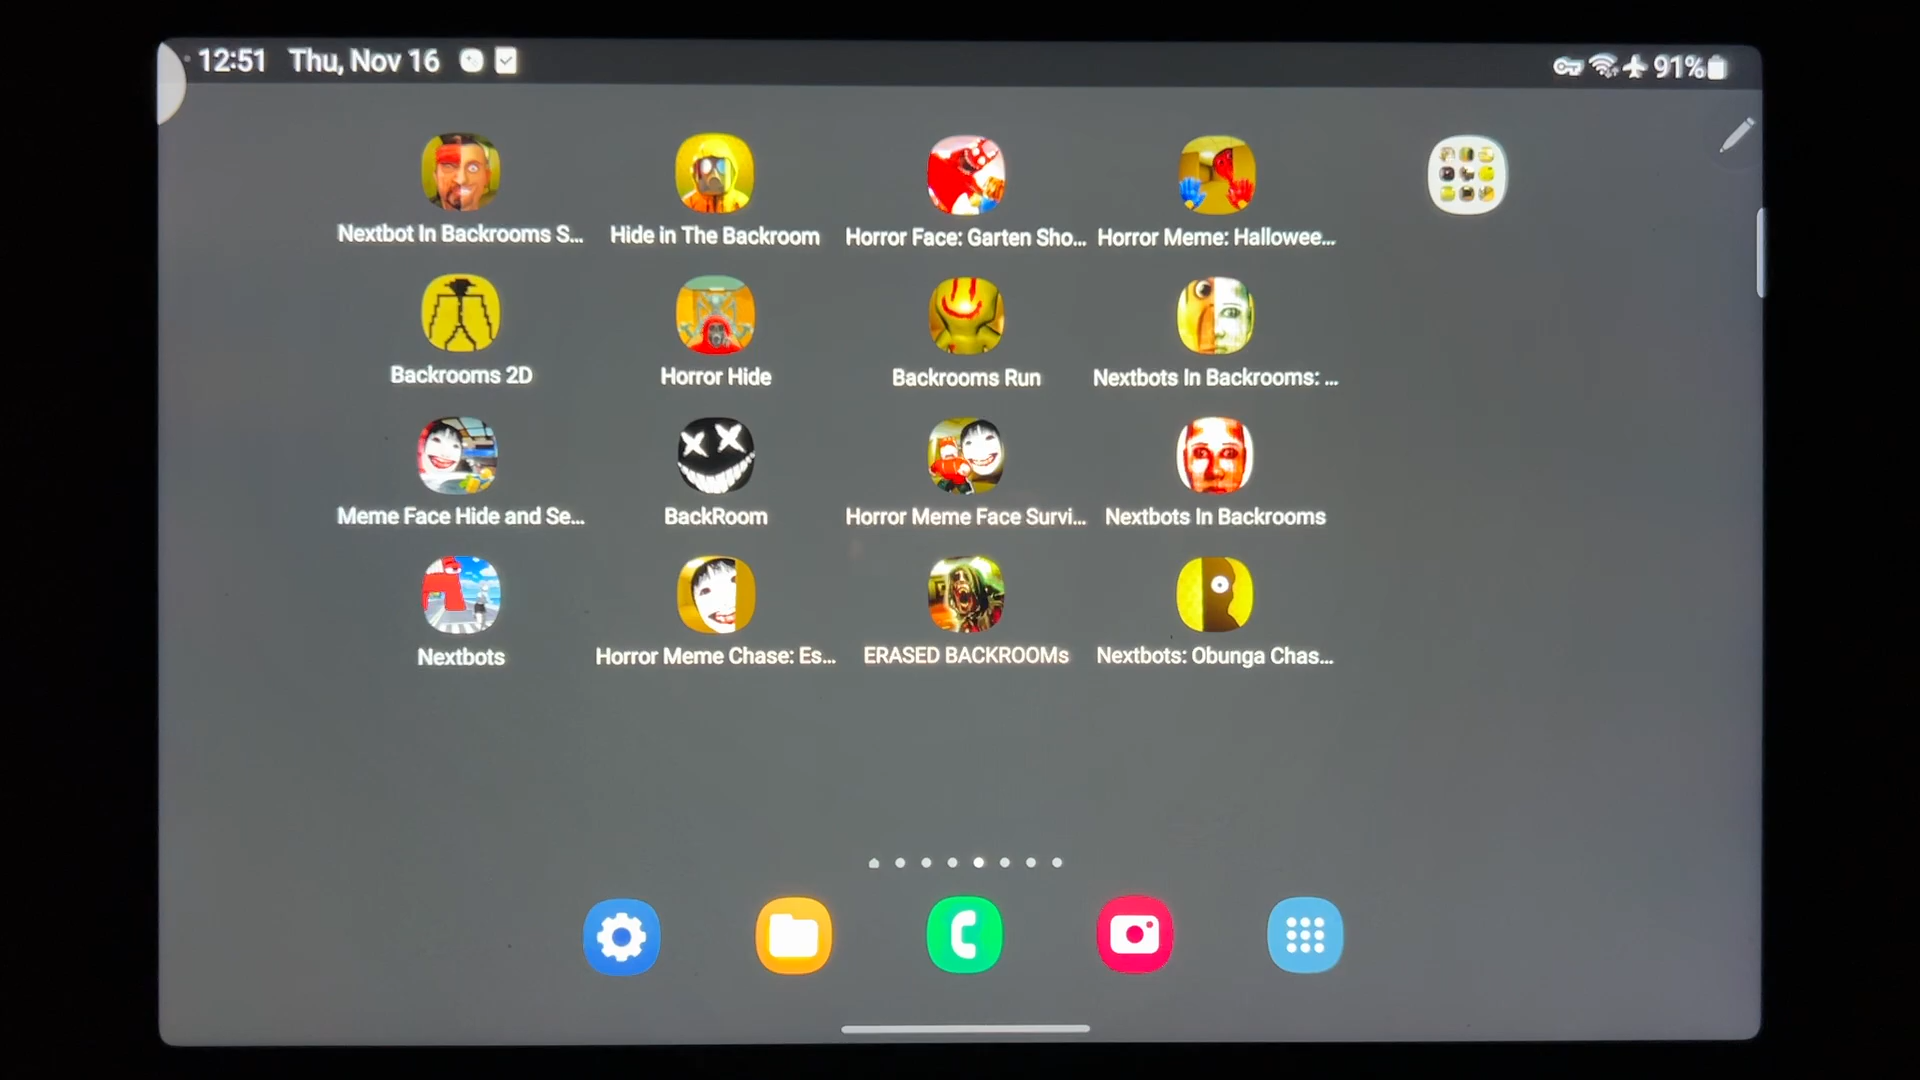 12:51 Thu, Nov 16
91%
Nextbot In Backrooms S...
Hide in The Backroom
Horror Face: Garten Sho...
Horror Meme: Hallowee...
Backrooms 2D
Horror Hide
Backrooms Run
Nextbots In Backrooms: ...
Meme Face Hide and Se...
BackRoom
Horror Meme Face Survi...
Nextbots In Backrooms
Nextbots
Horror Meme Chase: Es...
ERASED BACKROOMs
Nextbots: Obunga Chas...